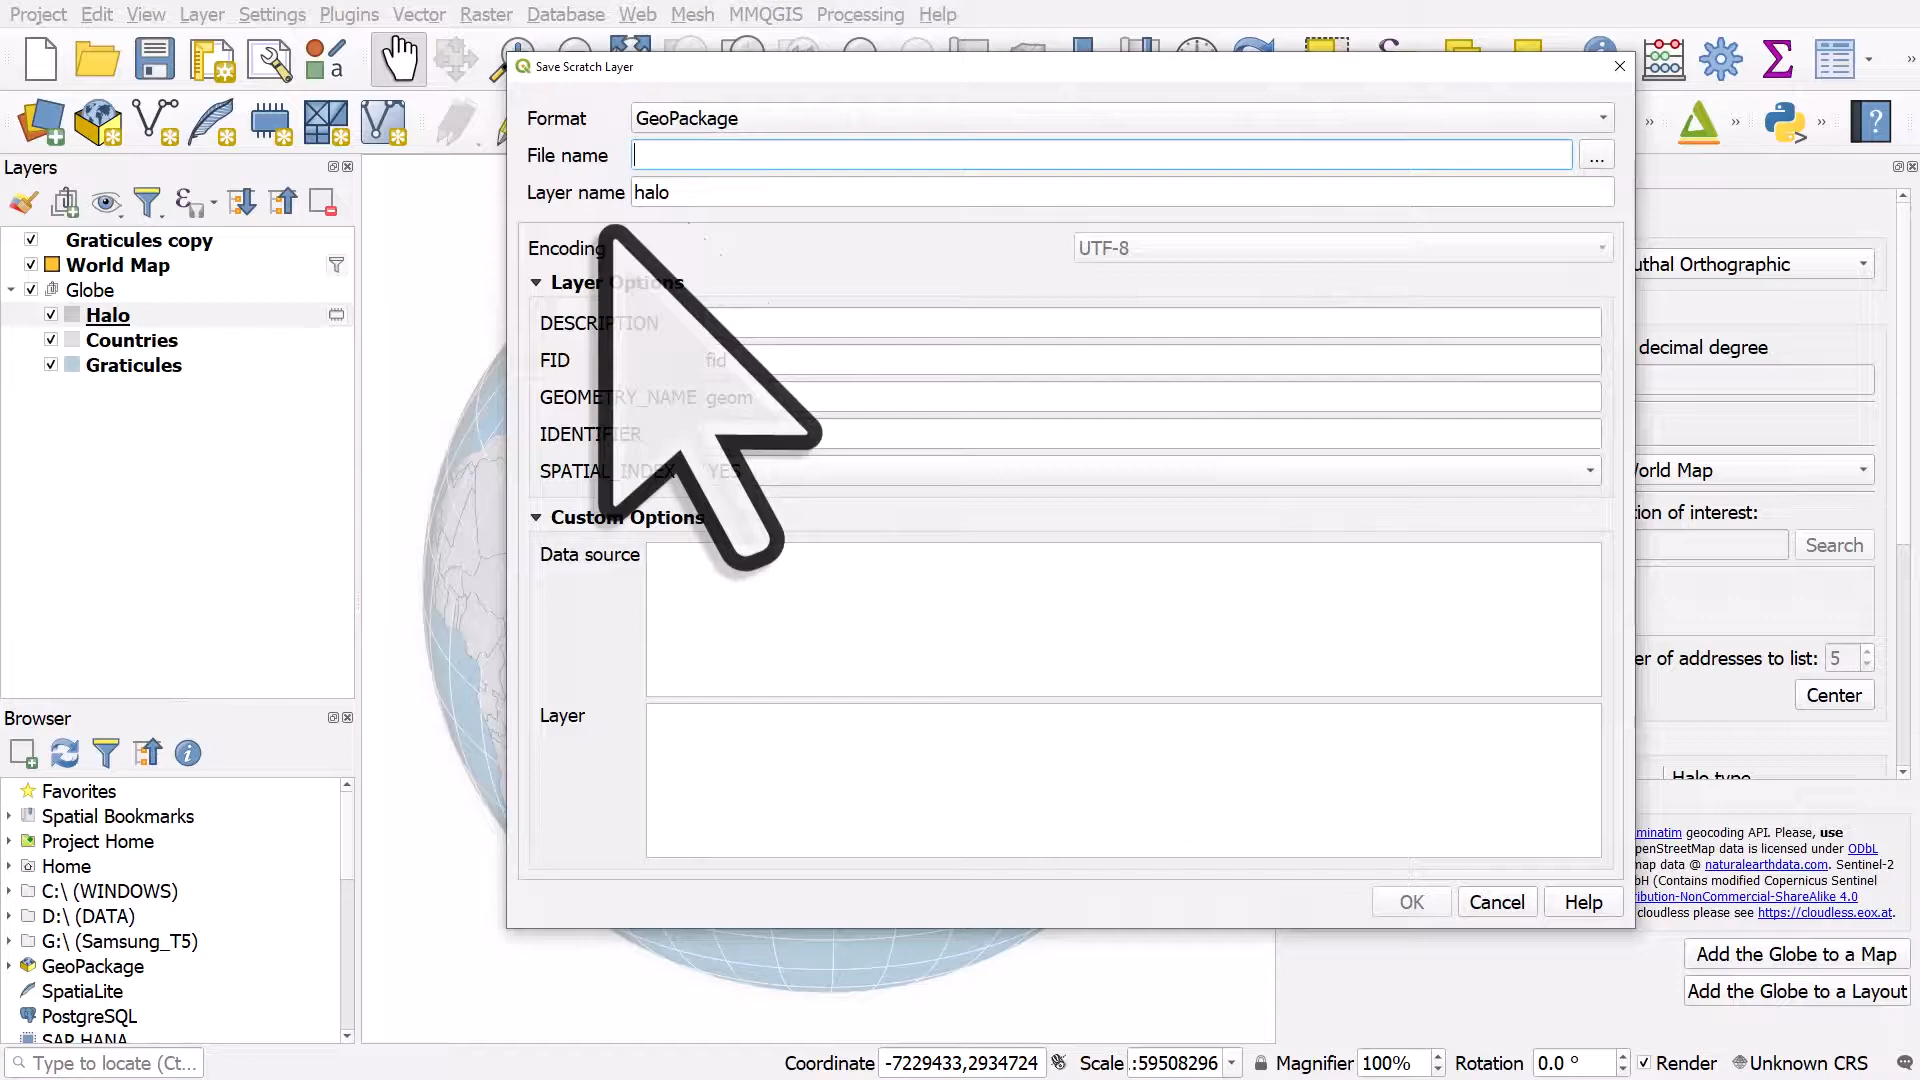 Project Edit View Layer Settings Plugins Vector Raster Database Web Mesh MMQGIS Processing Help
Save Scratch Layer
Format GeoPackage
File name ...
Layer name halo
Encoding UTF-8
Layer Options
DESCRIPTION
FID fid
GEOMETRY_NAME geom
IDENTIFIER
SPATIAL_INDEX YES
Custom Options
Data source
Layer
OK Cancel Help
Layers
Graticules copy
World Map
Globe
Halo
Countries
Graticules
Browser
Favorites
Spatial Bookmarks
Project Home
Home
C:\ (WINDOWS)
D:\ (DATA)
G:\ (Samsung_T5)
GeoPackage
SpatiaLite
PostgreSQL
SAP HANA
uthal Orthographic
decimal degree
orld Map
ion of interest:
Search
er of addresses to list: 5
Center
Halo type
minatim geocoding API. Please, use
penStreetMap data is licensed under ODbL
map data @ naturalearthdata.com. Sentinel-2
bH (Contains modified Copernicus Sentinel
ribution-NonCommercial-ShareAlike 4.0
cloudless please see https://cloudless.eox.at.
Add the Globe to a Map
Add the Globe to a Layout
Type to locate (Ct...
Coordinate -7229433,2934724 Scale :59508296 Magnifier 100% Rotation 0.0 ° Render Unknown CRS